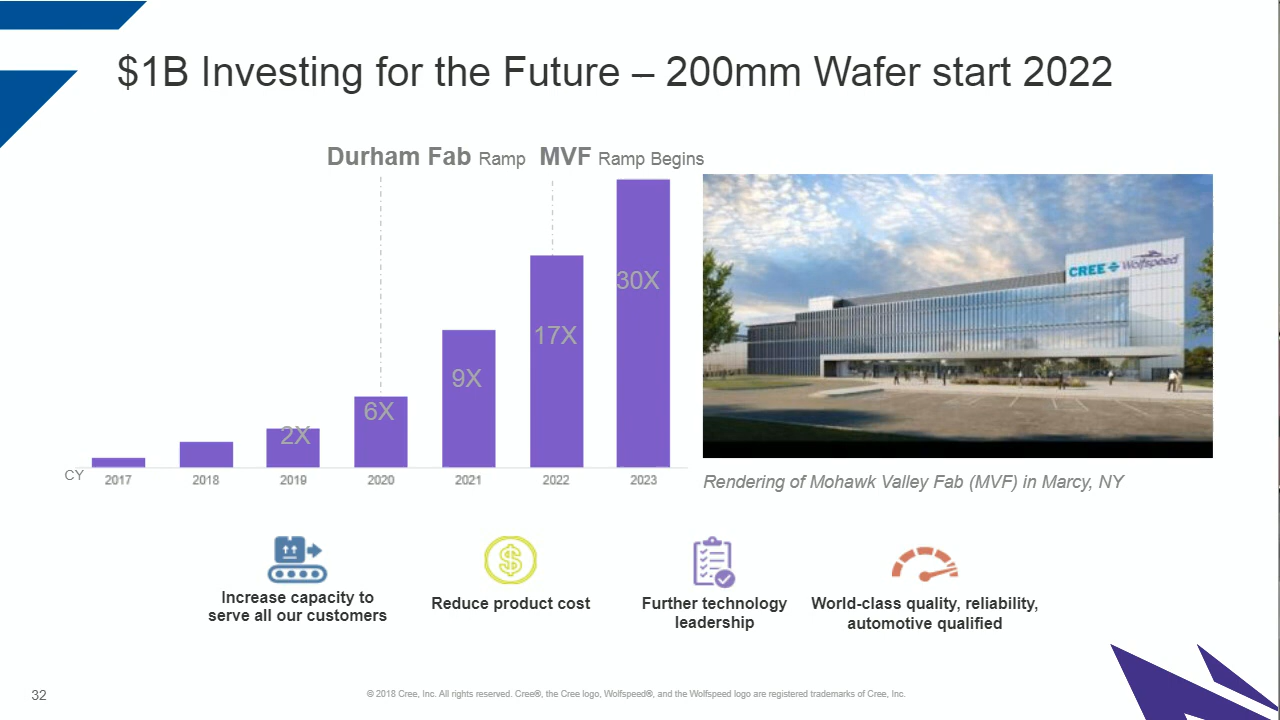 $1B Investing for the Future – 200mm Wafer start 2022
Durham Fab Ramp MVF Ramp Begins
30X
17X
9X
6X
2X
CY
2017 2018 2019 2020 2021 2022 2023
CREE Wolfspeed
Rendering of Mohawk Valley Fab (MVF) in Marcy, NY
Increase capacity to
serve all our customers
Reduce product cost
Further technology
leadership
World-class quality, reliability,
automotive qualified
32
© 2018 Cree, Inc. All rights reserved. Cree®, the Cree logo, Wolfspeed®, and the Wolfspeed logo are registered trademarks of Cree, Inc.